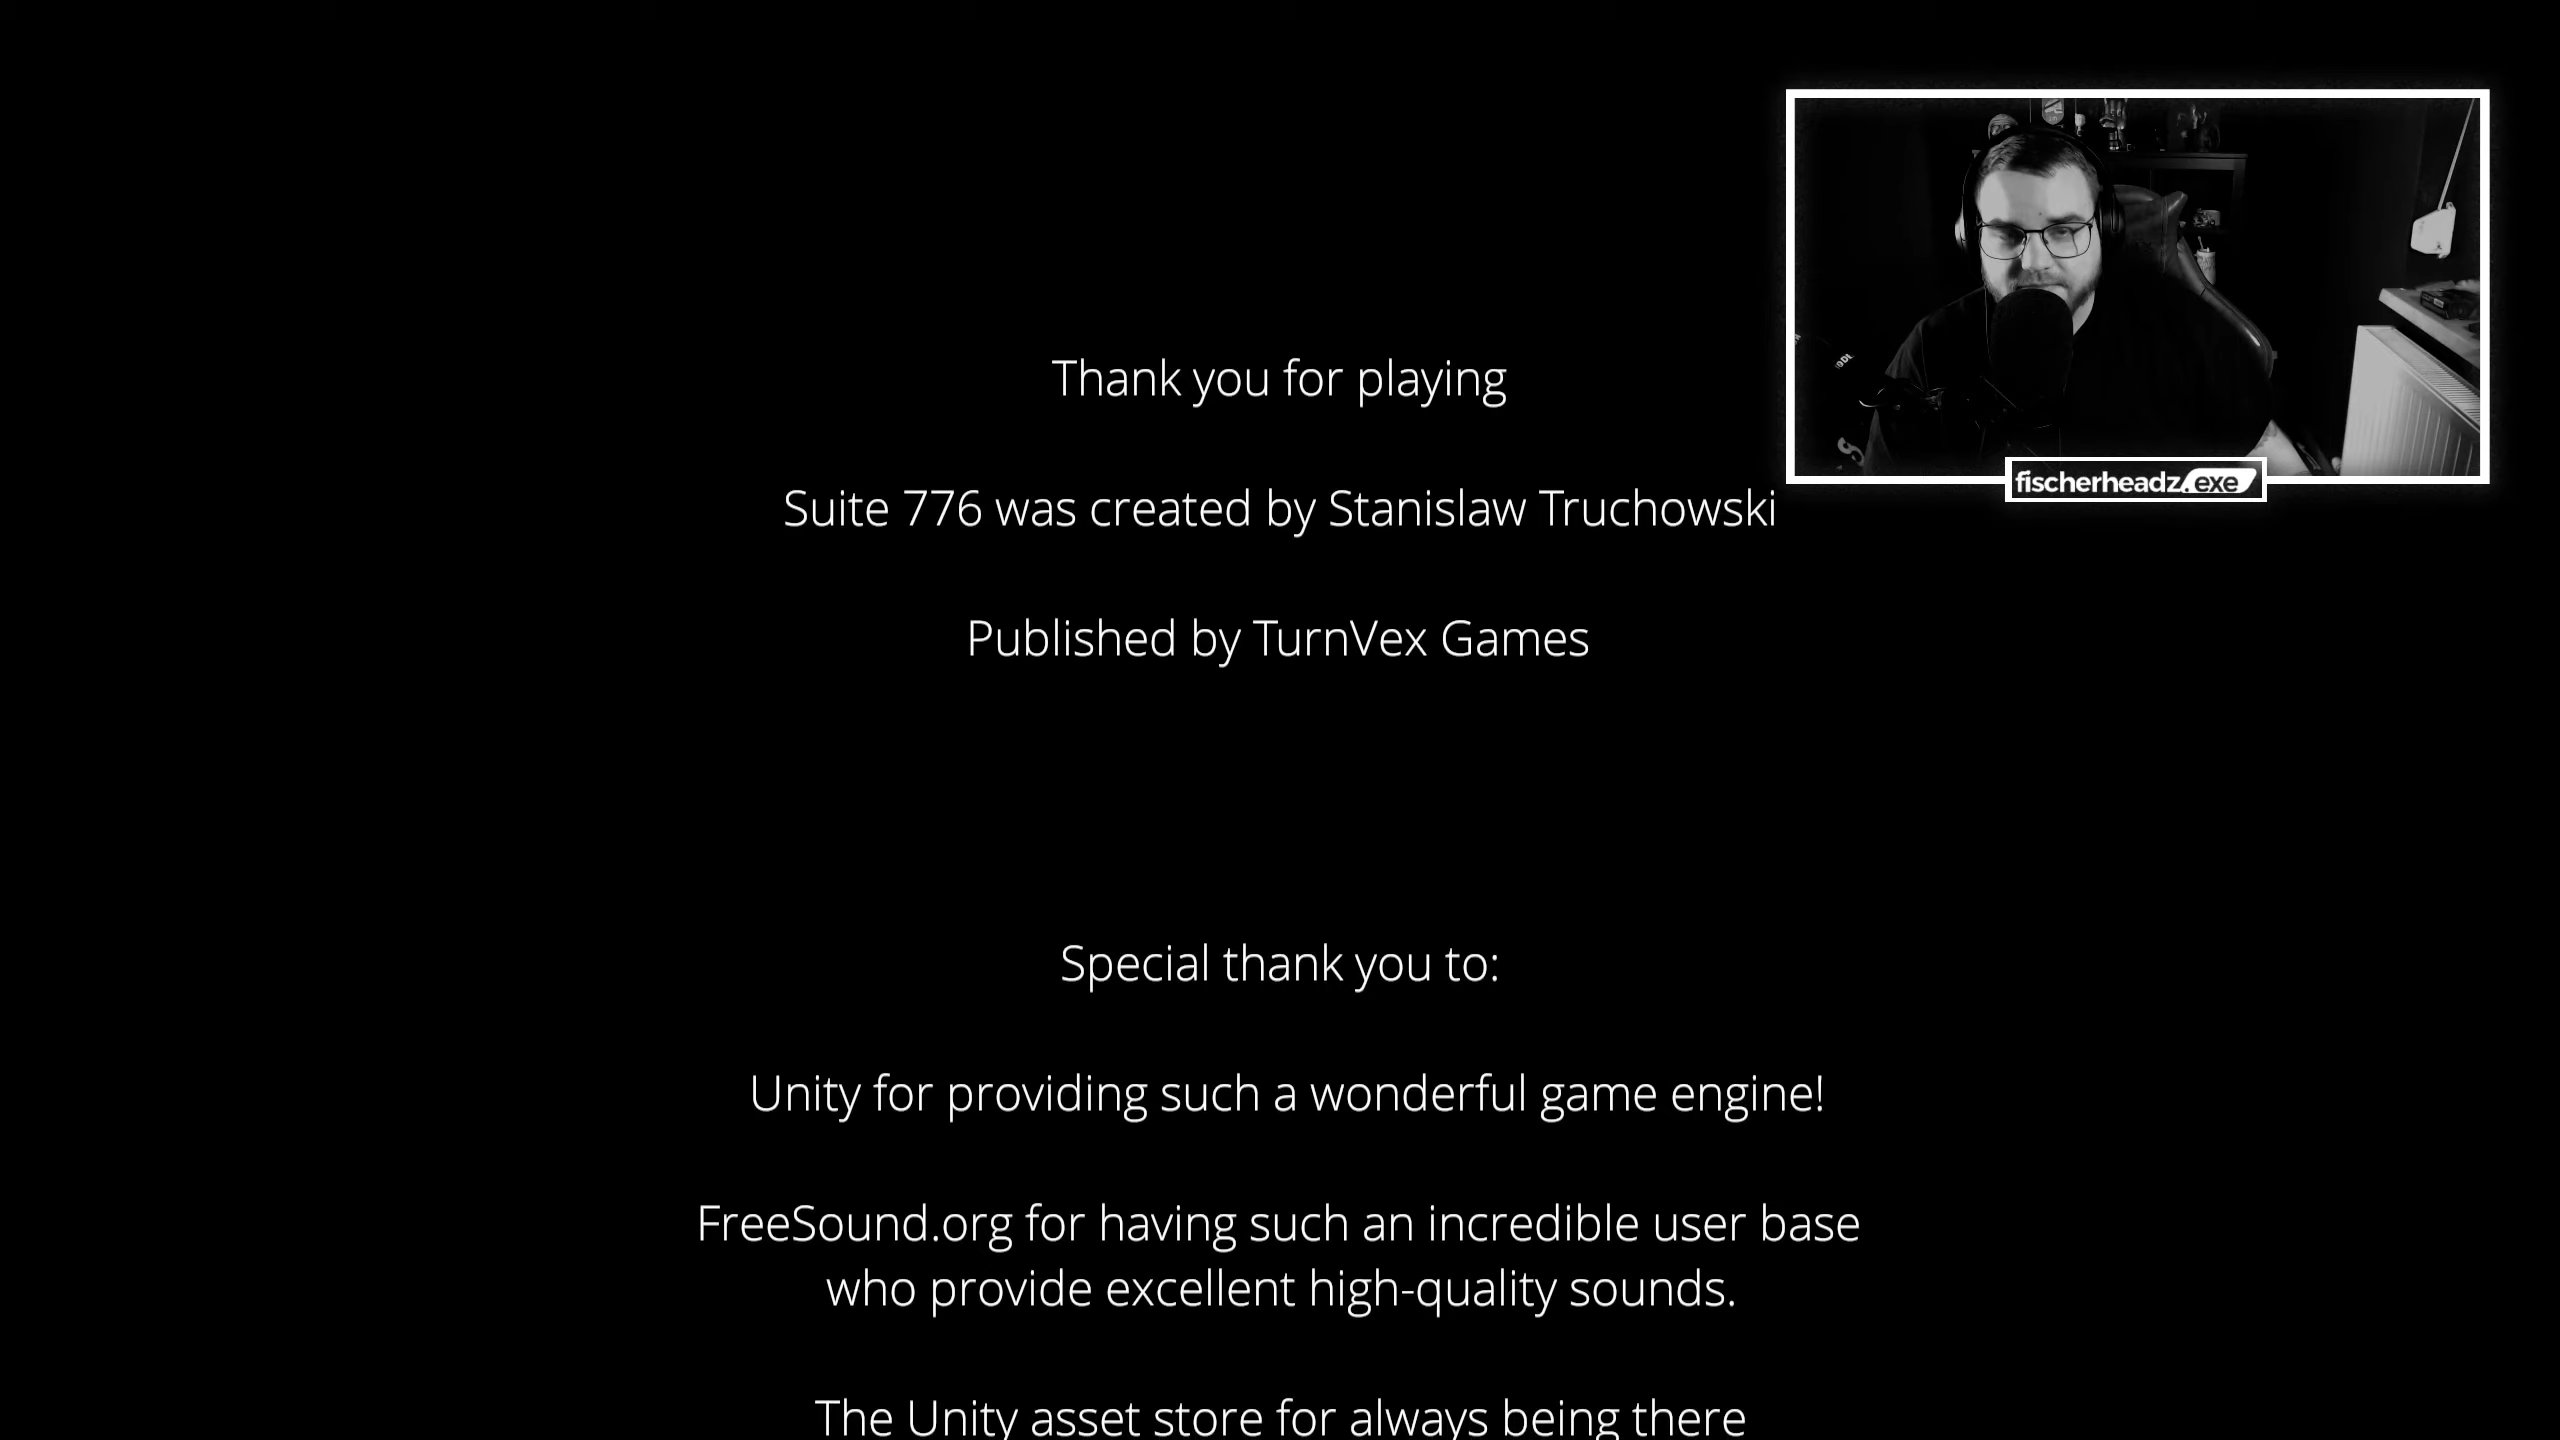 Thank you for playing
Suite 776 was created by Stanislaw Truchowski
Published by TurnVex Games
fischerheadz.exe
Special thank you to:
Unity for providing such a wonderful game engine!
FreeSound.org for having such an incredible user base
who provide excellent high-quality sounds.
The Unity asset store for always being there